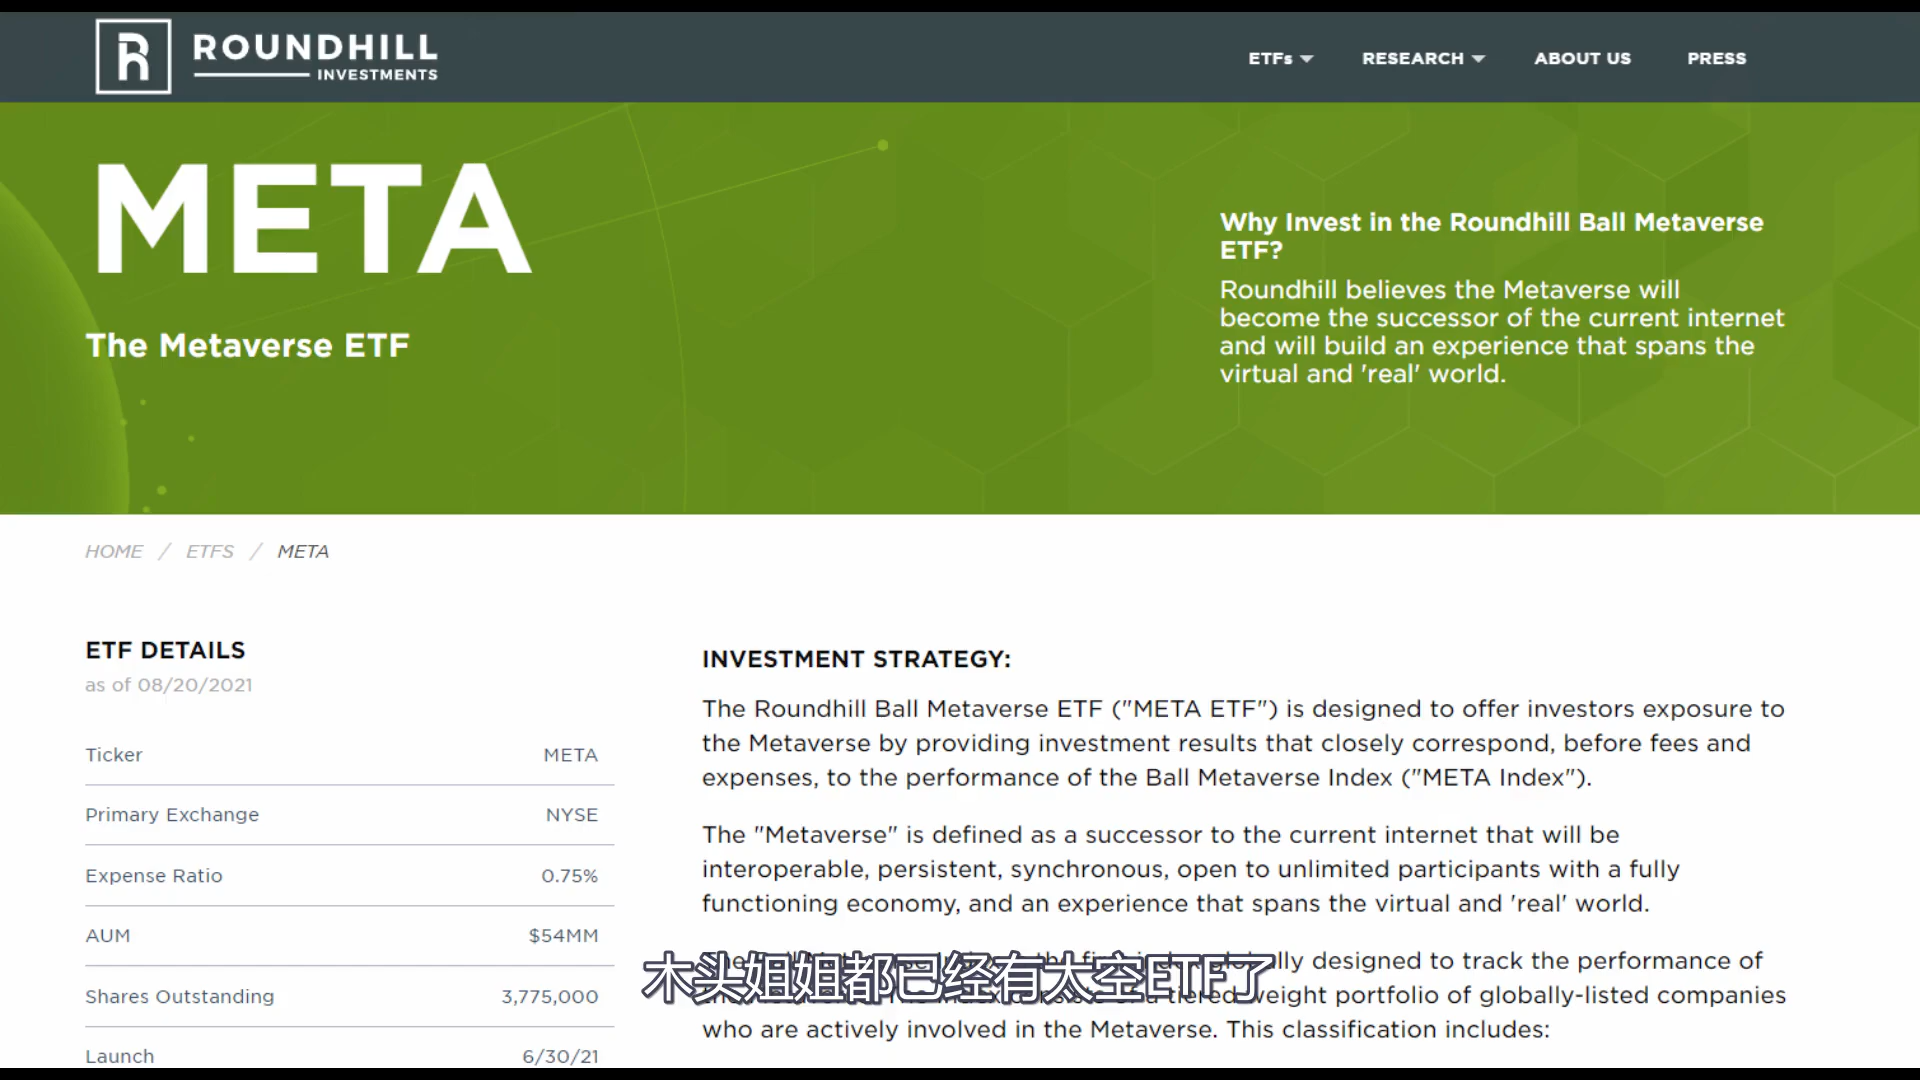 ROUNDHILL
INVESTMENTS
ETFs
RESEARCH
ABOUT US
PRESS
META
The Metaverse ETF
Why Invest in the Roundhill Ball Metaverse
ETF?
Roundhill believes the Metaverse will
become the successor of the current internet
and will build an experience that spans the
virtual and 'real' world.
HOME / ETFS / META
ETF DETAILS
as of 08/20/2021
Ticker META
Primary Exchange NYSE
Expense Ratio 0.75%
AUM $54MM
Shares Outstanding 3,775,000
Launch 6/30/21
INVESTMENT STRATEGY:
The Roundhill Ball Metaverse ETF ("META ETF") is designed to offer investors exposure to
the Metaverse by providing investment results that closely correspond, before fees and
expenses, to the performance of the Ball Metaverse Index ("META Index").
The "Metaverse" is defined as a successor to the current internet that will be
interoperable, persistent, synchronous, open to unlimited participants with a fully
functioning economy, and an experience that spans the virtual and 'real' world.
designed to track the performance of
weight portfolio of globally-listed companies
who are actively involved in the Metaverse. This classification includes:
木头姐姐都已经有太空ETF了